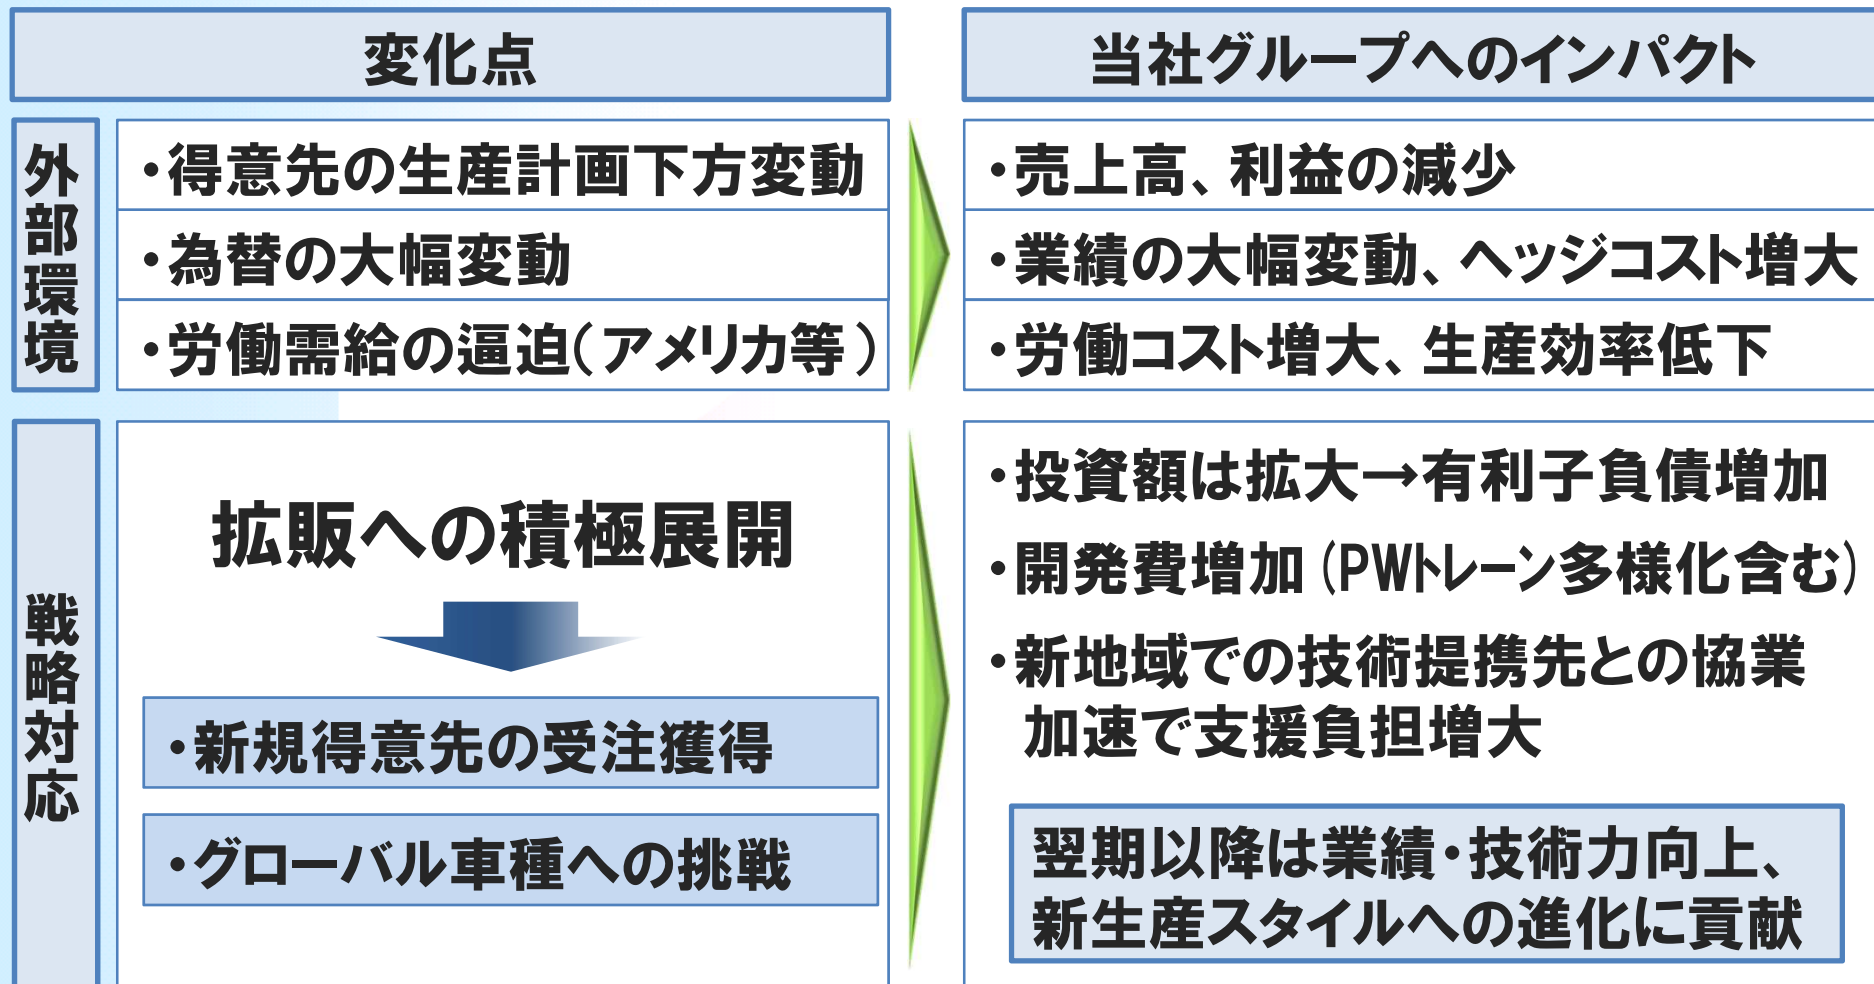 変化点
当社グループへのインパクト
外部環境
・得意先の生産計画下方変動
・売上高、利益の減少
・為替の大幅変動
・業績の大幅変動、ヘッジコスト増大
・労働需給の逼迫(アメリカ等)
・労働コスト増大、生産効率低下
戦略対応
拡販への積極展開
・新規得意先の受注獲得
・グローバル車種への挑戦
・投資額は拡大→有利子負債増加
・開発費増加(PWトレーン多様化含む)
・新地域での技術提携先との協業
加速で支援負担増大
翌期以降は業績・技術力向上、
新生産スタイルへの進化に貢献